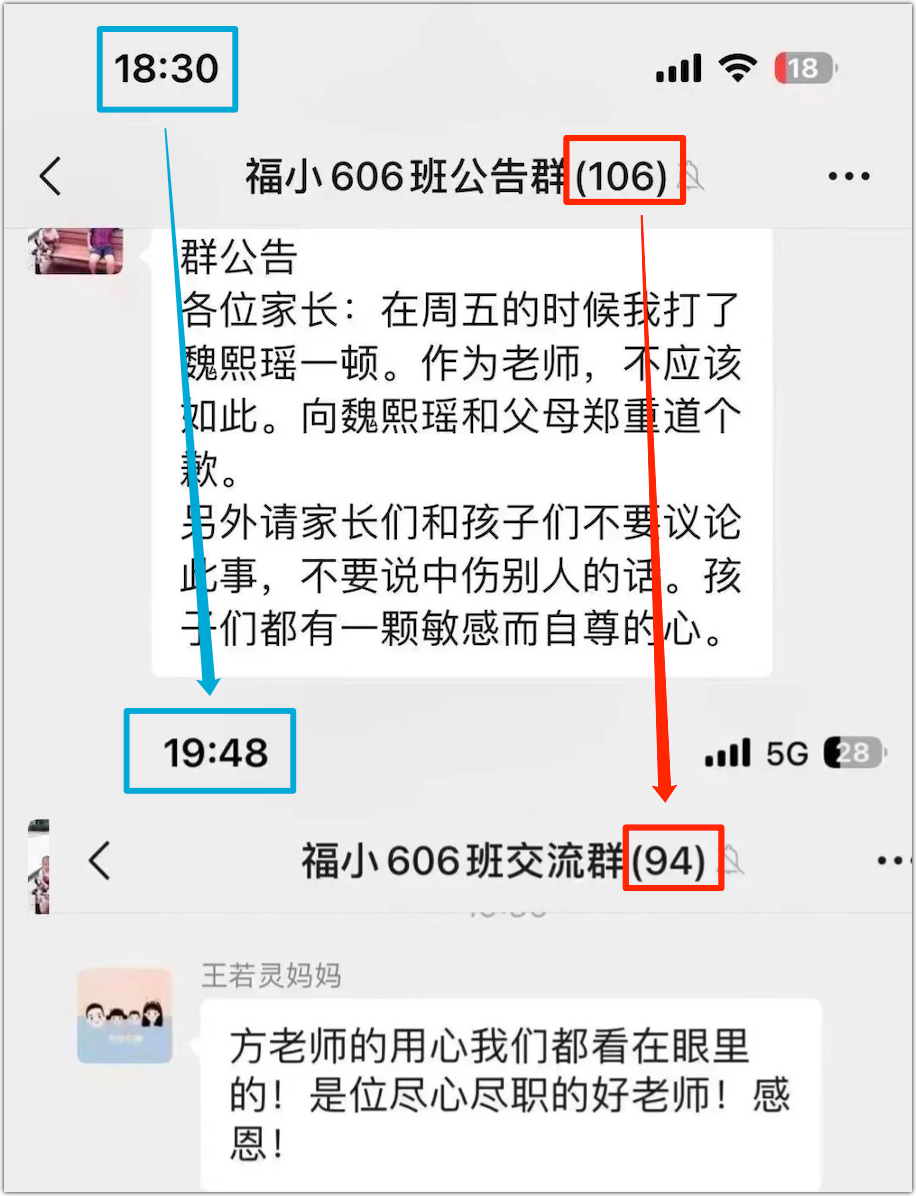 18:30
18
福小606班公告群(106)
群公告
各位家长：在周五的时候我打了
魏熙瑶一顿。作为老师，不应该
如此。向魏熙瑶和父母郑重道个
歉。
另外请家长们和孩子们不要议论
此事，不要说中伤别人的话。孩
子们都有一颗敏感而自尊的心。
19:48
5G 28
福小606班交流群(94)
王若灵妈妈
方老师的用心我们都看在眼里
的！是位尽心尽职的好老师！感
恩！